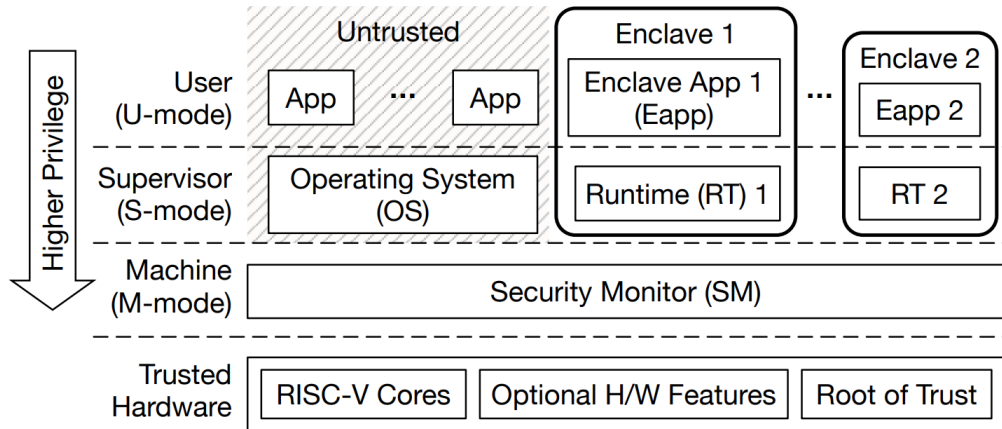 Untrusted
Enclave 1
Enclave 2
Higher Privilege
User
(U-mode)
App
...
App
Enclave App 1
(Eapp)
...
Eapp 2
Supervisor
(S-mode)
Operating System
(OS)
Runtime (RT) 1
RT 2
Machine
(M-mode)
Security Monitor (SM)
Trusted
Hardware
RISC-V Cores
Optional H/W Features
Root of Trust